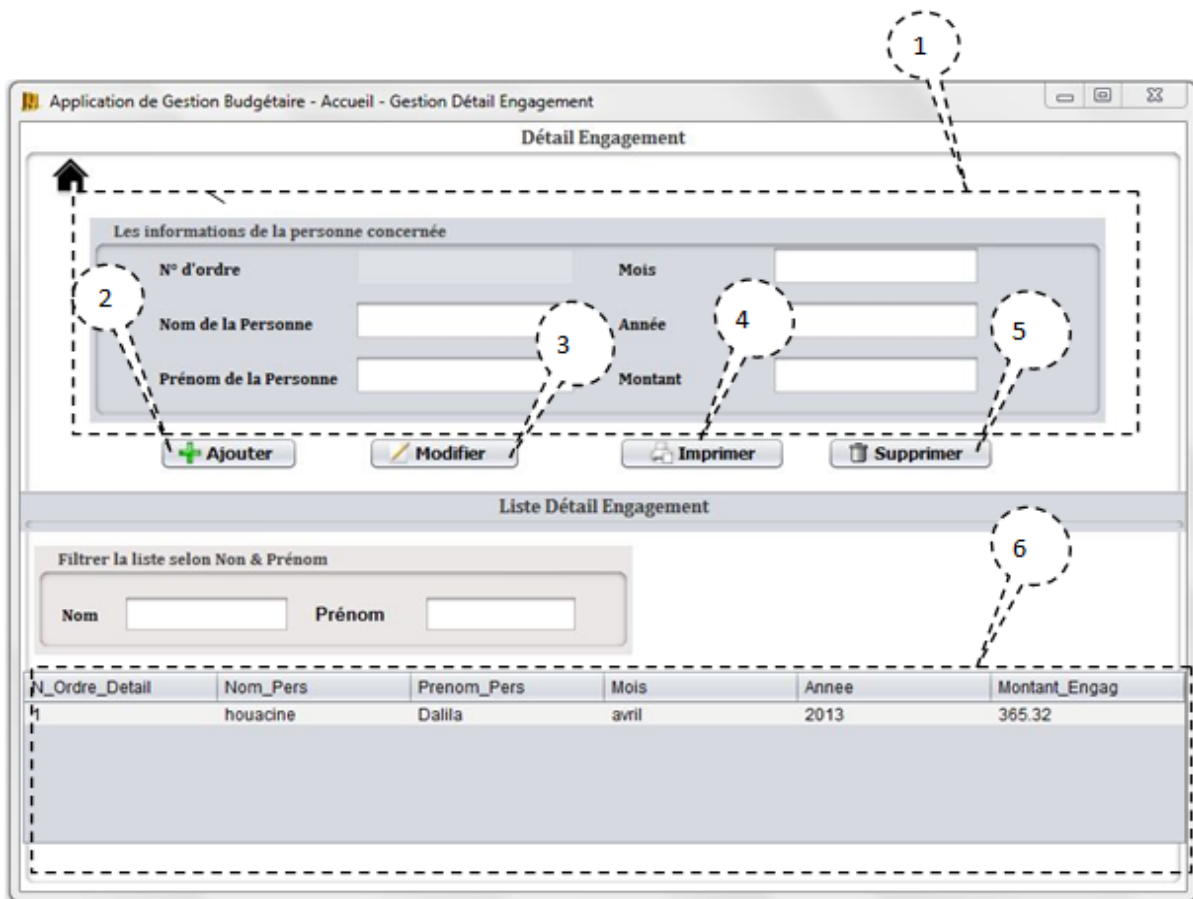 1
Application de Gestion Budgétaire - Accueil - Gestion Détail Engagement
Détail Engagement
Les informations de la personne concernée
N° d'ordre Mois
2
Nom de la Personne Année
3 4 5
Prénom de la Personne Montant
Ajouter Modifier Imprimer Supprimer
Liste Détail Engagement
6
Filtrer la liste selon Non & Prénom
Nom Prénom
N_Ordre_Detail Nom_Pers Prenom_Pers Mois Annee Montant_Engag
1 houacine Dalila avril 2013 365.32